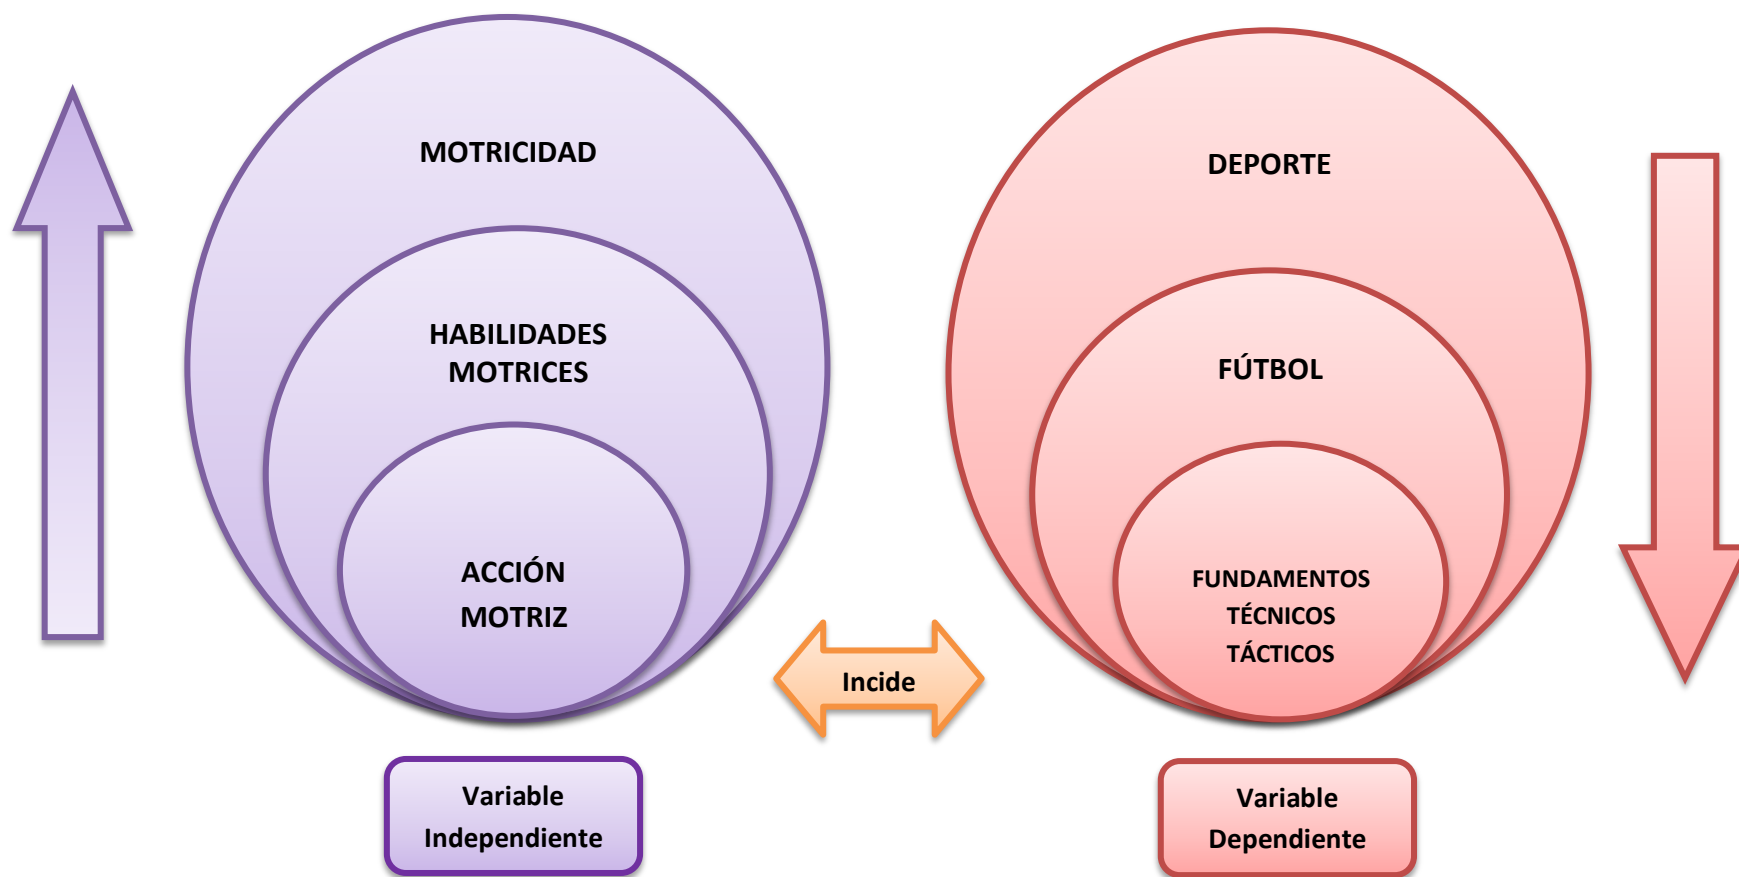 MOTRICIDAD
HABILIDADES
MOTRICES
ACCIÓN
MOTRIZ
DEPORTE
FÚTBOL
FUNDAMENTOS
TÉCNICOS
TÁCTICOS
Incide
Variable
Independiente
Variable
Dependiente